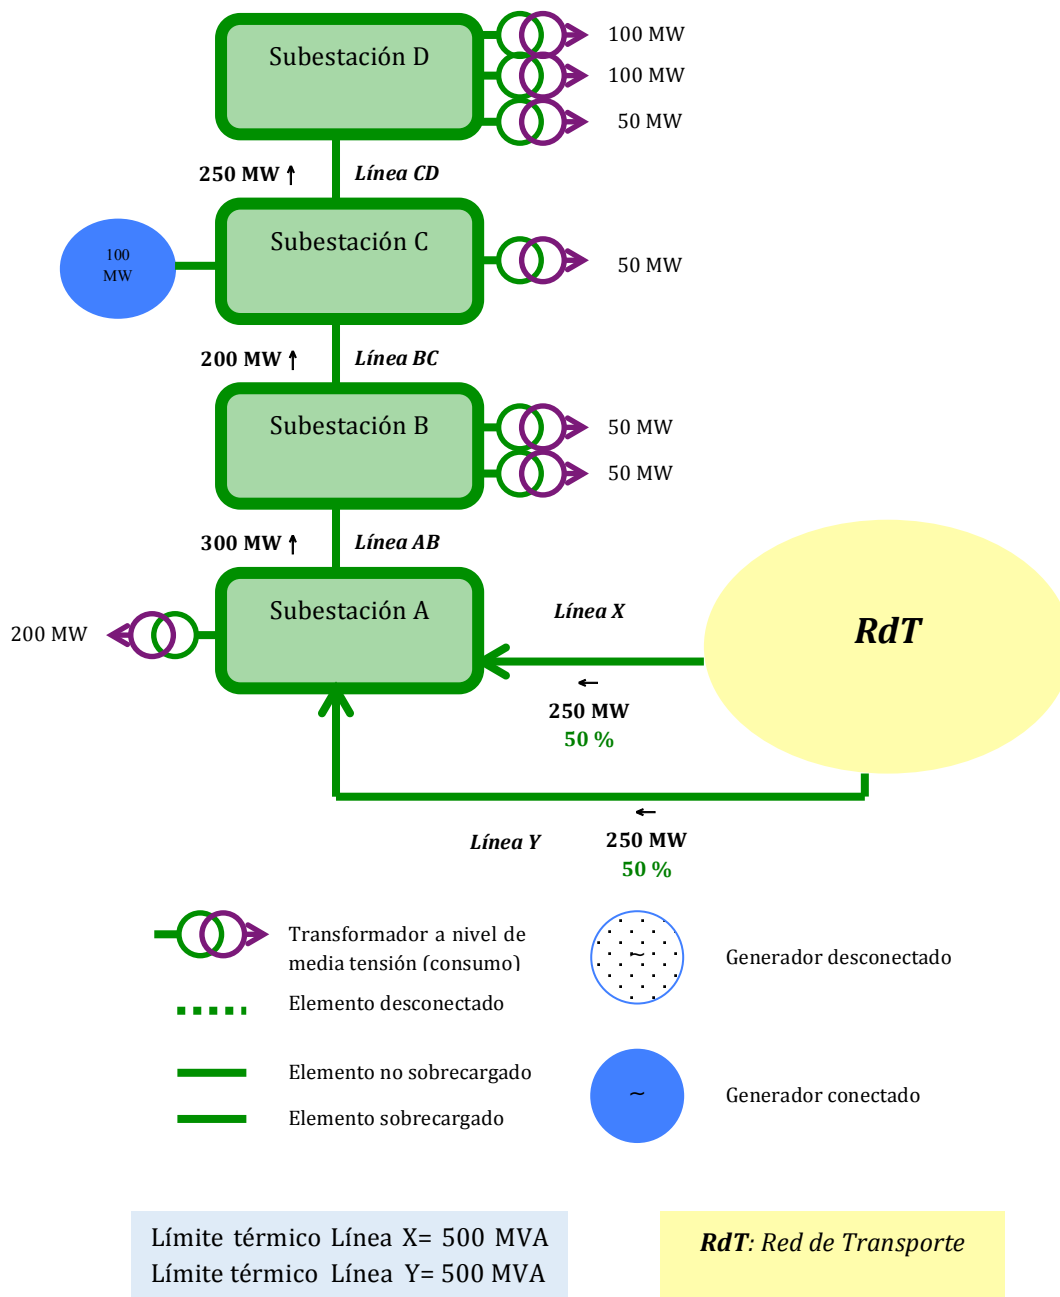 Subestación D
100 MW
100 MW
50 MW
250 MW ↑
Línea CD
100
MW
Subestación C
50 MW
200 MW ↑
Línea BC
Subestación B
50 MW
50 MW
300 MW ↑
Línea AB
200 MW
Subestación A
Línea X
RdT
←
250 MW
50 %
Línea Y
←
250 MW
50 %
Transformador a nivel de
media tensión (consumo)
~
Generador desconectado
Elemento desconectado
Elemento no sobrecargado
~
Generador conectado
Elemento sobrecargado
Límite térmico Línea X= 500 MVA
Límite térmico Línea Y= 500 MVA
RdT: Red de Transporte